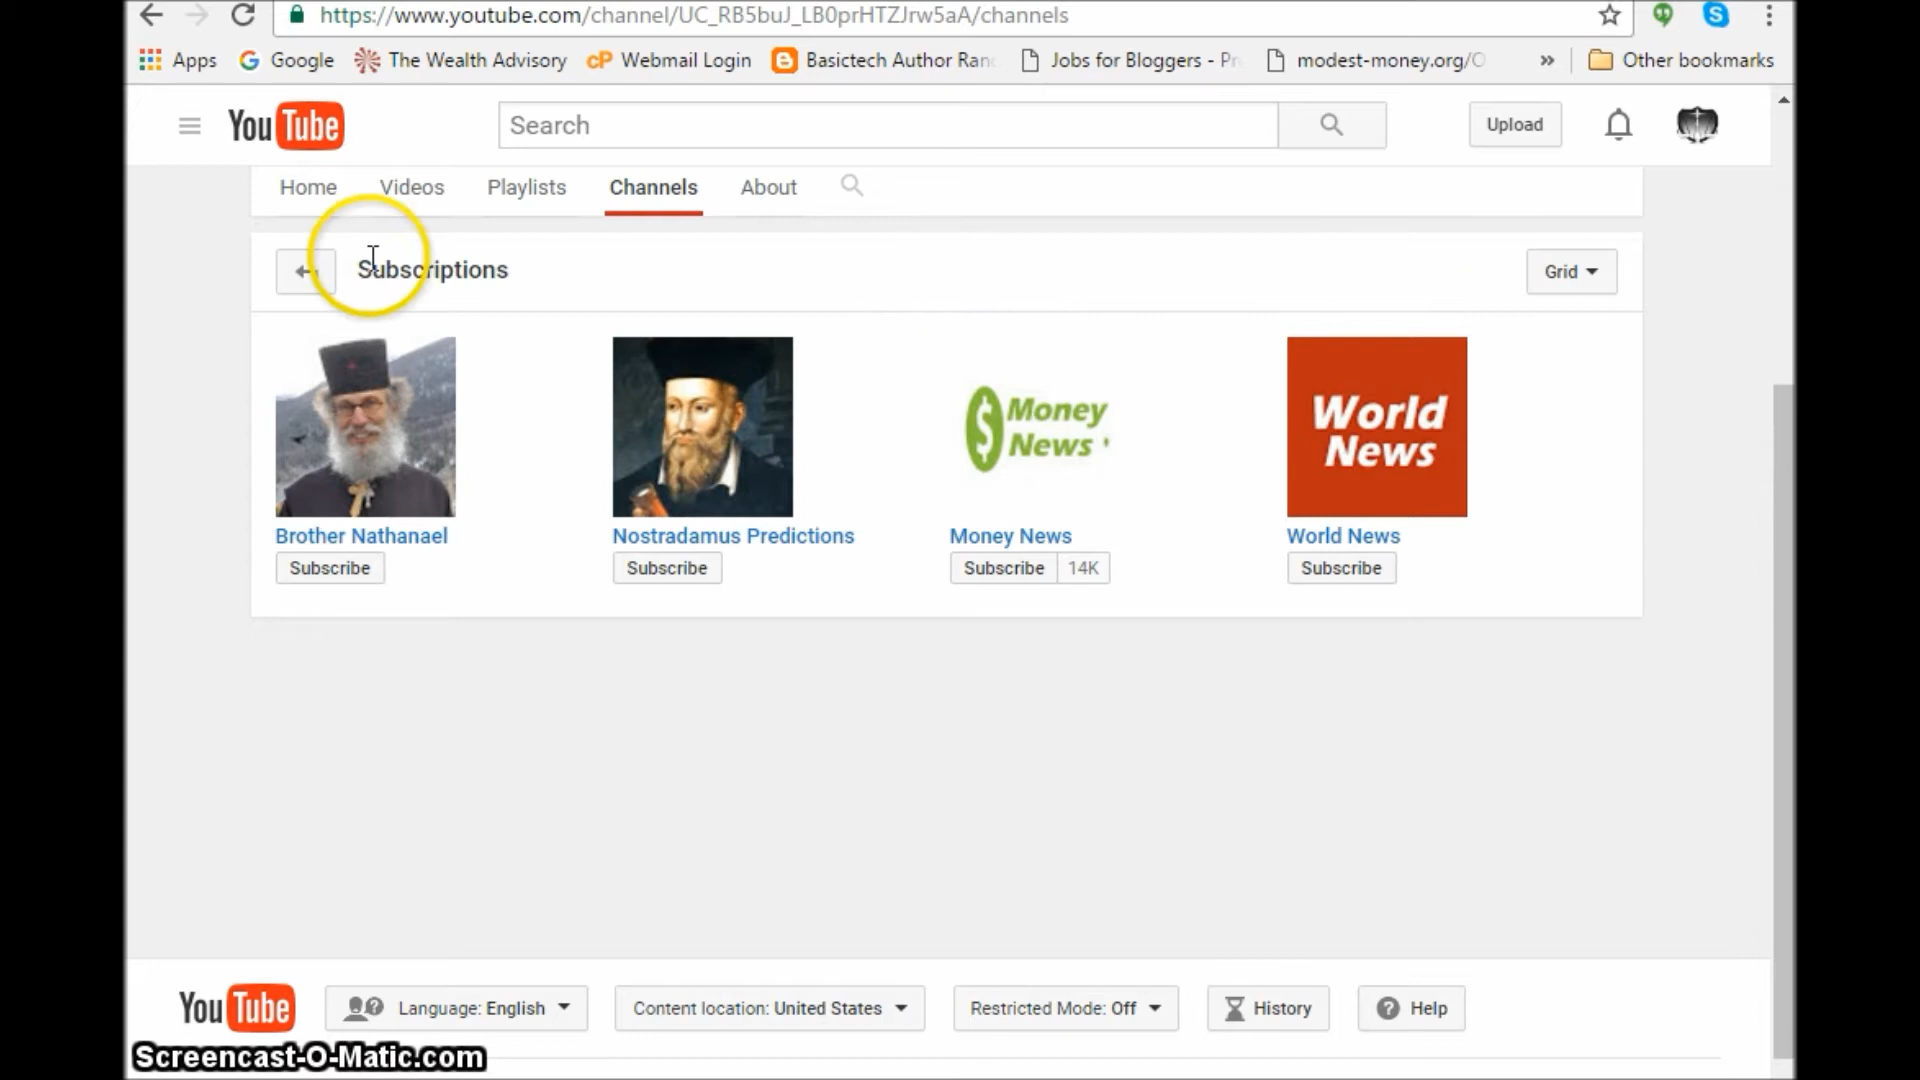 https://www.youtube.com/channel/UC_RB5buJ_LB0prHTZJrw5aA/channels
Apps Google The Wealth Advisory cP Webmail Login Basictech Author Ran Jobs for Bloggers - Pr modest-money.org/O » Other bookmarks
YouTube Search Upload
Home Videos Playlists Channels About
Subscriptions Grid
Money News
World News
Brother Nathanael Nostradamus Predictions Money News World News
Subscribe Subscribe Subscribe 14K Subscribe
YouTube Language: English Content location: United States Restricted Mode: Off History Help
Screencast-O-Matic.com